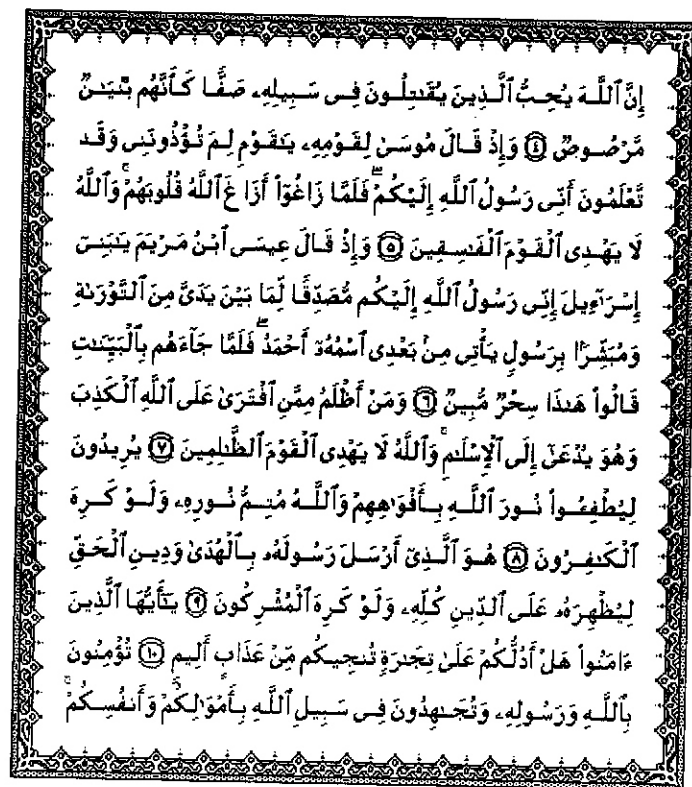 إِنَّ ٱللَّهَ يُحِبُّ ٱلَّذِينَ يُقَٰتِلُونَ فِى سَبِيلِهِۦ صَفًّا كَأَنَّهُم بُنْيَٰنٌ
مَّرْصُوصٌ ۝٤ وَإِذْ قَالَ مُوسَىٰ لِقَوْمِهِۦ يَٰقَوْمِ لِمَ تُؤْذُونَنِى وَقَد
تَّعْلَمُونَ أَنِّى رَسُولُ ٱللَّهِ إِلَيْكُمْ ۖ فَلَمَّا زَاغُوٓا۟ أَزَاغَ ٱللَّهُ قُلُوبَهُمْ ۚ وَٱللَّهُ
لَا يَهْدِى ٱلْقَوْمَ ٱلْفَٰسِقِينَ ۝٥ وَإِذْ قَالَ عِيسَى ٱبْنُ مَرْيَمَ يَٰبَنِىٓ
إِسْرَٰٓءِيلَ إِنِّى رَسُولُ ٱللَّهِ إِلَيْكُم مُّصَدِّقًا لِّمَا بَيْنَ يَدَىَّ مِنَ ٱلتَّوْرَىٰةِ
وَمُبَشِّرًۢا بِرَسُولٍ يَأْتِى مِنۢ بَعْدِى ٱسْمُهُۥٓ أَحْمَدُ ۖ فَلَمَّا جَآءَهُم بِٱلْبَيِّنَٰتِ
قَالُوا۟ هَٰذَا سِحْرٌ مُّبِينٌ ۝٦ وَمَنْ أَظْلَمُ مِمَّنِ ٱفْتَرَىٰ عَلَى ٱللَّهِ ٱلْكَذِبَ
وَهُوَ يُدْعَىٰٓ إِلَى ٱلْإِسْلَٰمِ ۚ وَٱللَّهُ لَا يَهْدِى ٱلْقَوْمَ ٱلظَّٰلِمِينَ ۝٧ يُرِيدُونَ
لِيُطْفِـُٔوا۟ نُورَ ٱللَّهِ بِأَفْوَٰهِهِمْ وَٱللَّهُ مُتِمُّ نُورِهِۦ وَلَوْ كَرِهَ
ٱلْكَٰفِرُونَ ۝٨ هُوَ ٱلَّذِىٓ أَرْسَلَ رَسُولَهُۥ بِٱلْهُدَىٰ وَدِينِ ٱلْحَقِّ
لِيُظْهِرَهُۥ عَلَى ٱلدِّينِ كُلِّهِۦ وَلَوْ كَرِهَ ٱلْمُشْرِكُونَ ۝٩ يَٰٓأَيُّهَا ٱلَّذِينَ
ءَامَنُوا۟ هَلْ أَدُلُّكُمْ عَلَىٰ تِجَٰرَةٍ تُنجِيكُم مِّنْ عَذَابٍ أَلِيمٍ ۝١٠ تُؤْمِنُونَ
بِٱللَّهِ وَرَسُولِهِۦ وَتُجَٰهِدُونَ فِى سَبِيلِ ٱللَّهِ بِأَمْوَٰلِكُمْ وَأَنفُسِكُمْ ۚ